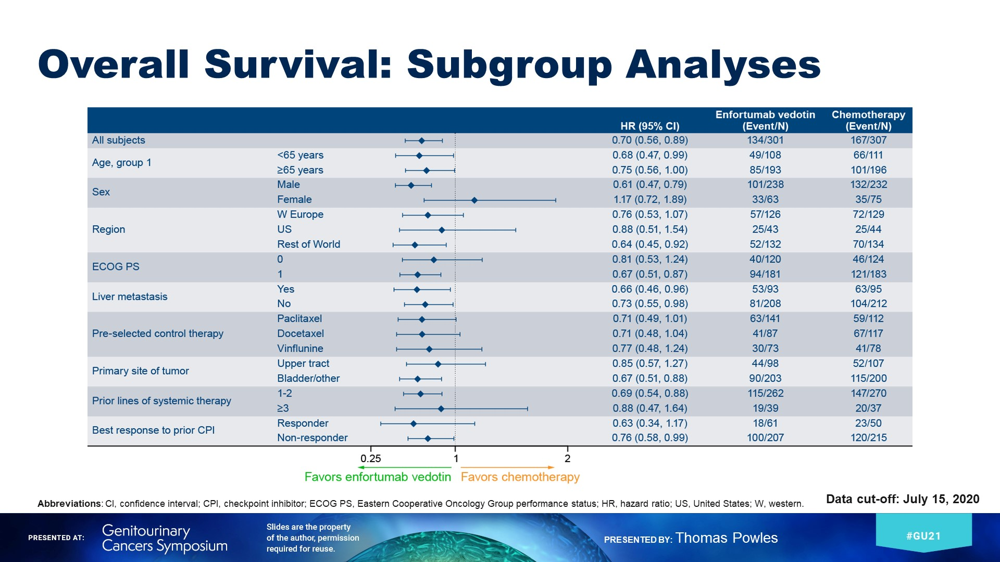 Overall Survival: Subgroup Analyses
HR (95% CI) Enfortumab vedotin (Event/N) Chemotherapy (Event/N)
All subjects 0.70 (0.56, 0.89) 134/301 167/307
Age, group 1
<65 years 0.68 (0.47, 0.99) 49/108 66/111
≥65 years 0.75 (0.56, 1.00) 85/193 101/196
Sex
Male 0.61 (0.47, 0.79) 101/238 132/232
Female 1.17 (0.72, 1.89) 33/63 35/75
Region
W Europe 0.76 (0.53, 1.07) 57/126 72/129
US 0.88 (0.51, 1.54) 25/43 25/44
Rest of World 0.64 (0.45, 0.92) 52/132 70/134
ECOG PS
0 0.81 (0.53, 1.24) 40/120 46/124
1 0.67 (0.51, 0.87) 94/181 121/183
Liver metastasis
Yes 0.66 (0.46, 0.96) 53/93 63/95
No 0.73 (0.55, 0.98) 81/208 104/212
Pre-selected control therapy
Paclitaxel 0.71 (0.49, 1.01) 63/141 59/112
Docetaxel 0.71 (0.48, 1.04) 41/87 67/117
Vinflunine 0.77 (0.48, 1.24) 30/73 41/78
Primary site of tumor
Upper tract 0.85 (0.57, 1.27) 44/98 52/107
Bladder/other 0.67 (0.51, 0.88) 90/203 115/200
Prior lines of systemic therapy
1-2 0.69 (0.54, 0.88) 115/262 147/270
≥3 0.88 (0.47, 1.64) 19/39 20/37
Best response to prior CPI
Responder 0.63 (0.34, 1.17) 18/61 23/50
Non-responder 0.76 (0.58, 0.99) 100/207 120/215
0.25 1 2
Favors enfortumab vedotin Favors chemotherapy
Abbreviations: CI, confidence interval; CPI, checkpoint inhibitor; ECOG PS, Eastern Cooperative Oncology Group performance status; HR, hazard ratio; US, United States; W, western.
Data cut-off: July 15, 2020
PRESENTED AT:
Genitourinary
Cancers Symposium
Slides are the property
of the author, permission
required for reuse.
PRESENTED BY: Thomas Powles
#GU21